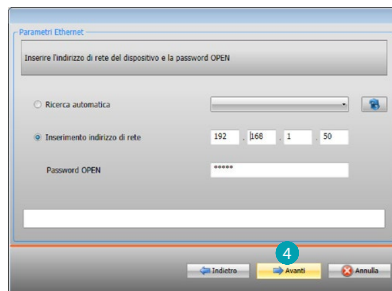 Parametri Ethernet
Inserire l'indirizzo di rete del dispositivo e la password OPEN
Ricerca automatica
Inserimento indirizzo di rete 192 . 168 . 1 . 50
Password OPEN *****
4
Indietro Avanti Annulla